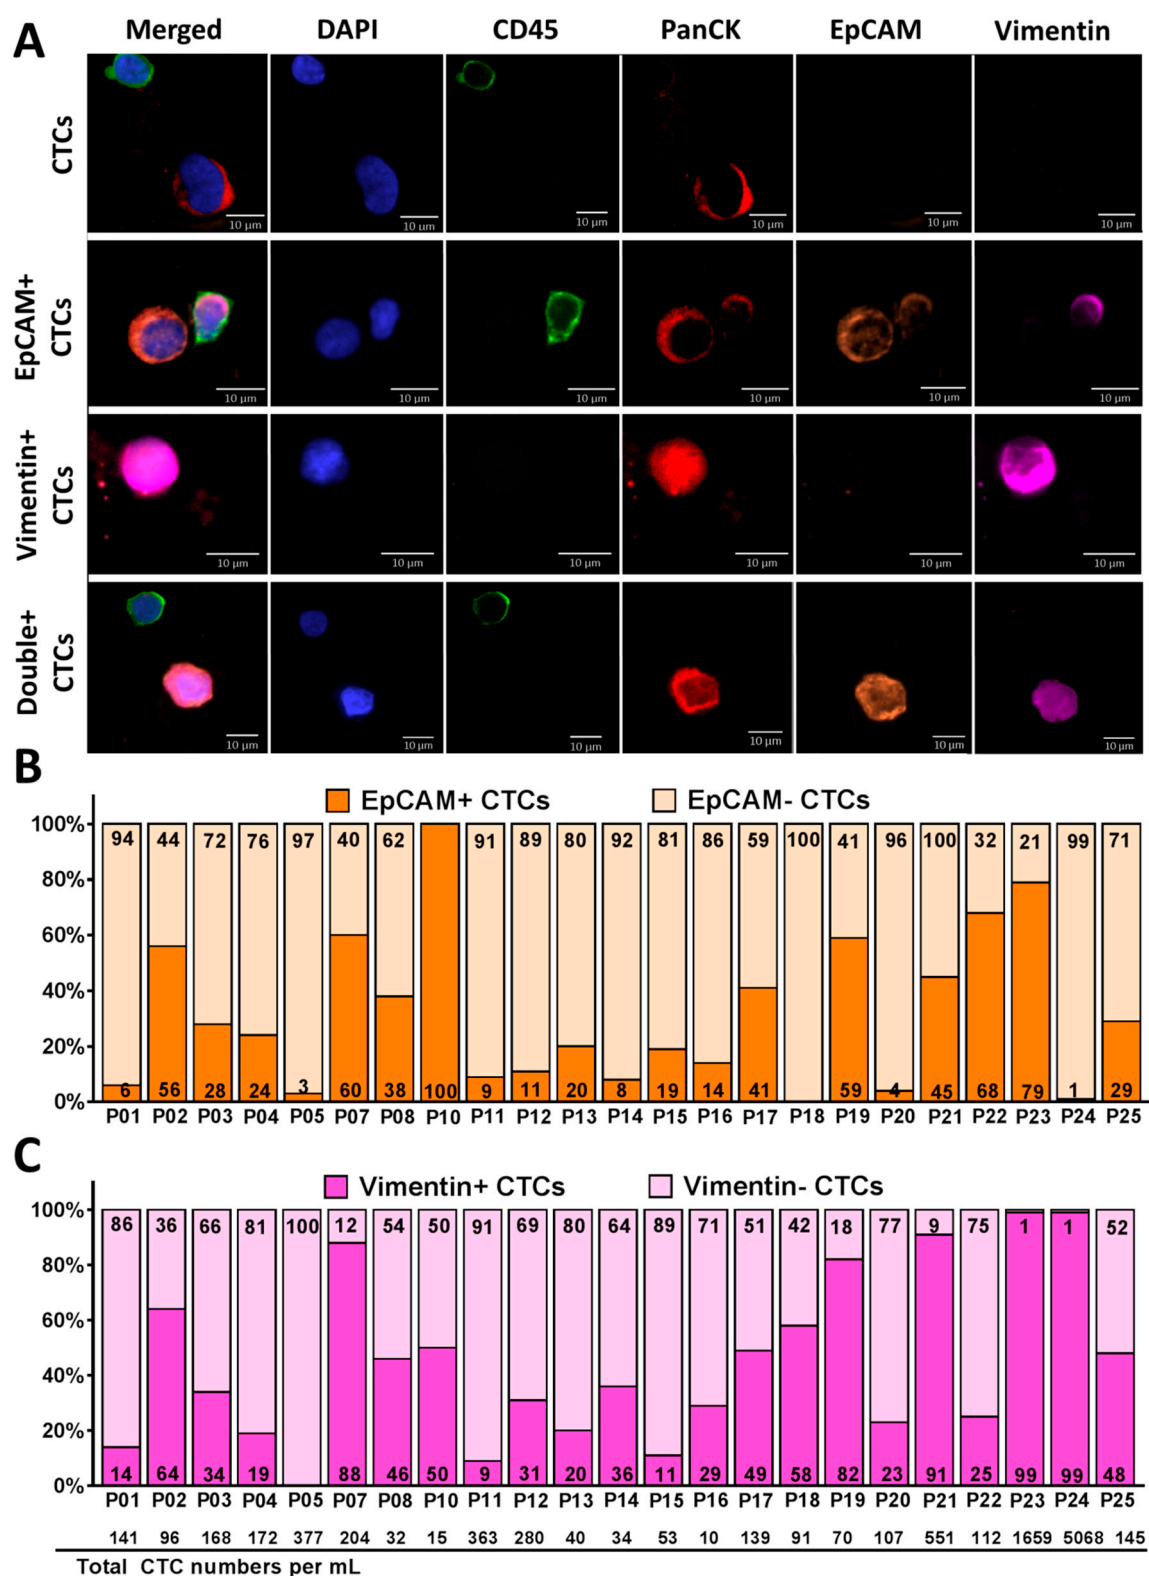 A
Merged DAPI CD45 PanCK EpCAM Vimentin
CTCs
10 µm 10 µm 10 µm 10 µm 10 µm 10 µm
EpCAM+
CTCs
10 µm 10 µm 10 µm 10 µm 10 µm 10 µm
Vimentin+
CTCs
10 µm 10 µm 10 µm 10 µm 10 µm 10 µm
Double+
CTCs
10 µm 10 µm 10 µm 10 µm 10 µm 10 µm
B
EpCAM+ CTCs EpCAM- CTCs
100%
94 44 72 76 97 40 62 91 89 80 92 81 86 59 100 41 96 100 32 21 99 71
80%
60%
40%
20%
6 56 28 24 3 60 38 100 9 11 20 8 19 14 41 59 4 45 68 79 1 29
0%
P01 P02 P03 P04 P05 P07 P08 P10 P11 P12 P13 P14 P15 P16 P17 P18 P19 P20 P21 P22 P23 P24 P25
C
Vimentin+ CTCs Vimentin- CTCs
100%
86 36 66 81 100 12 54 50 91 69 80 64 89 71 51 42 18 77 9 75 1 1 52
80%
60%
40%
20%
14 64 34 19 88 46 50 9 31 20 36 11 29 49 58 82 23 91 25 99 99 48
0%
P01 P02 P03 P04 P05 P07 P08 P10 P11 P12 P13 P14 P15 P16 P17 P18 P19 P20 P21 P22 P23 P24 P25
141 96 168 172 377 204 32 15 363 280 40 34 53 10 139 91 70 107 551 112 1659 5068 145
Total CTC numbers per mL